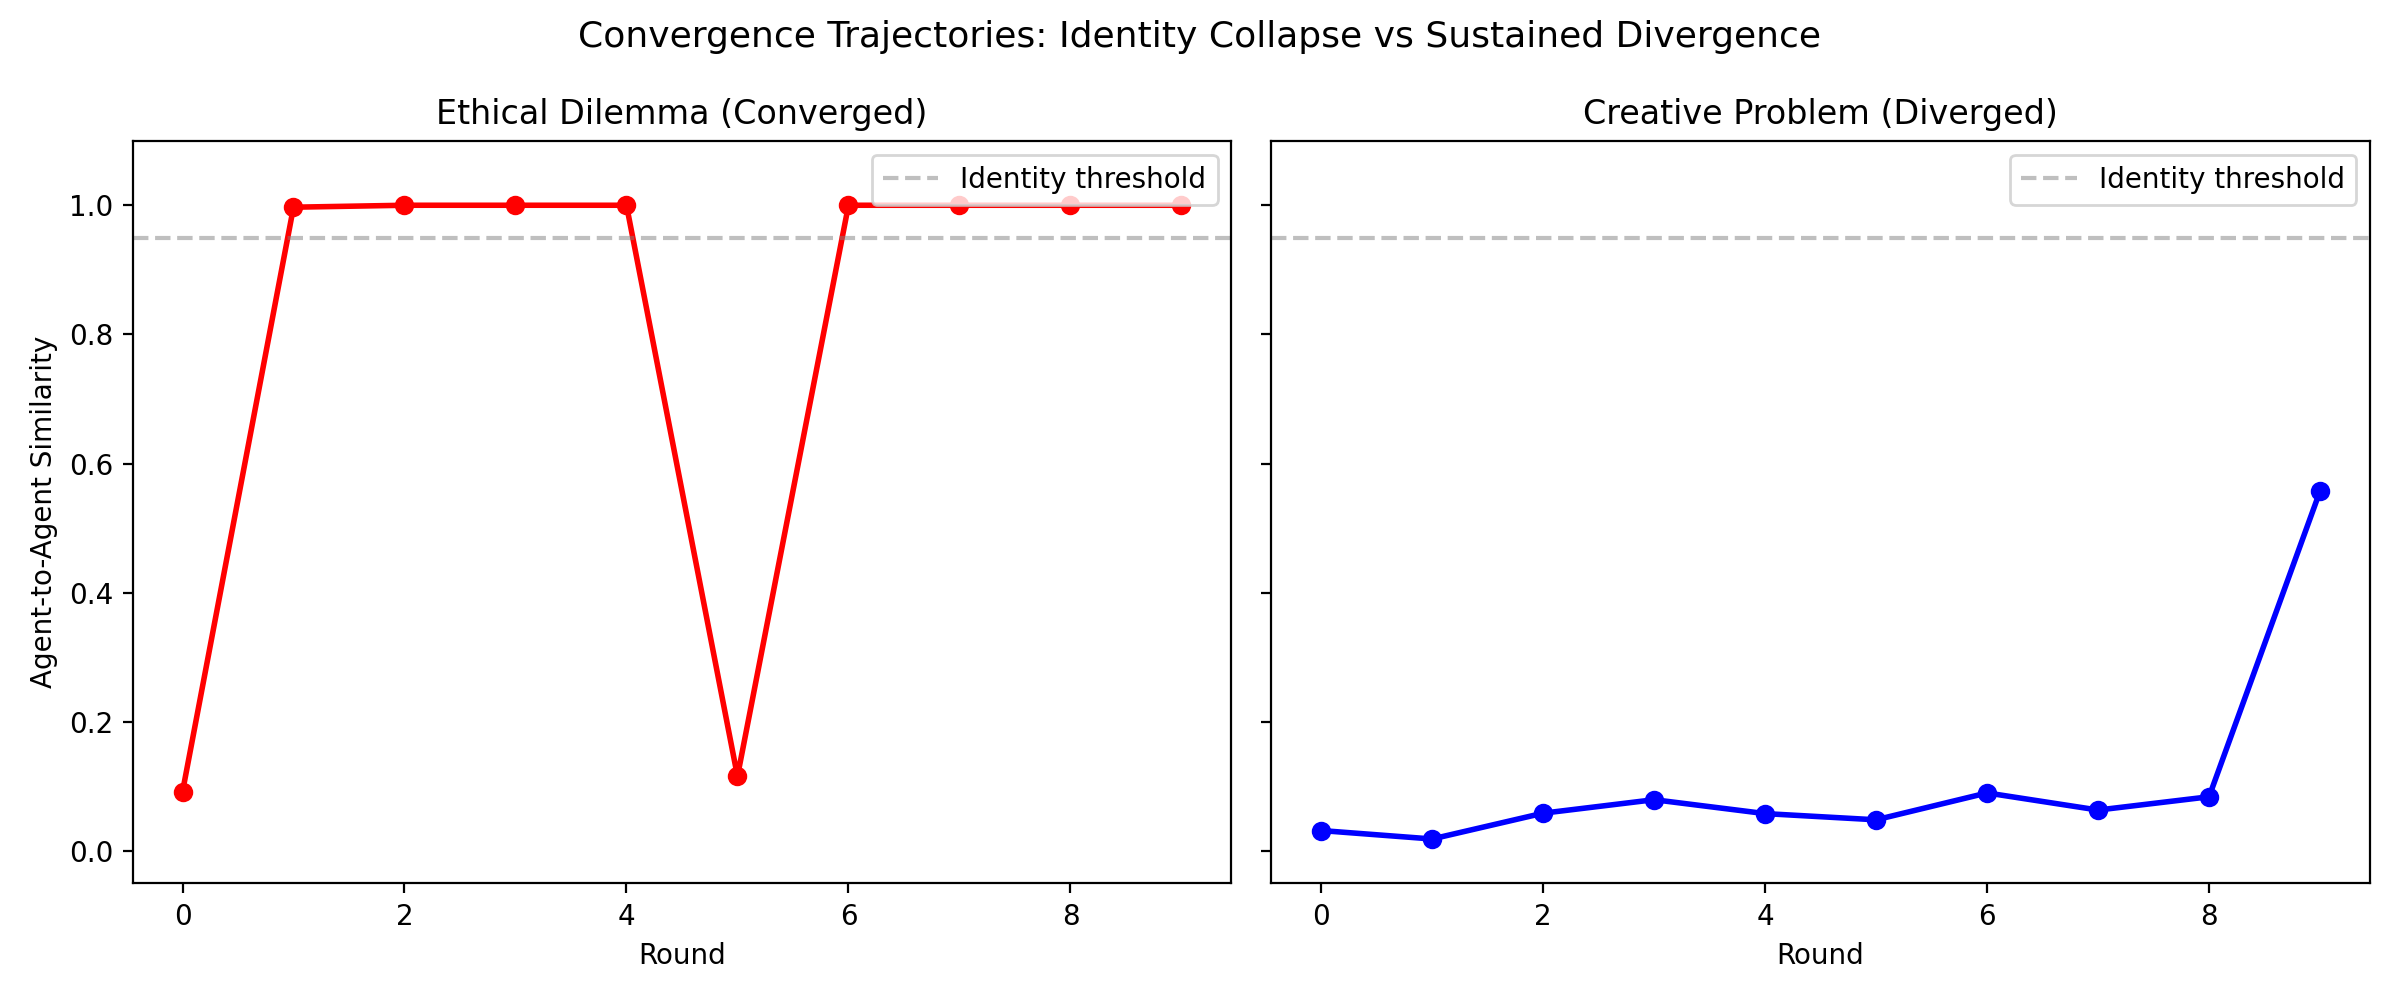 Convergence Trajectories: Identity Collapse vs Sustained Divergence
Ethical Dilemma (Converged)
Identity threshold
1.0
0.8
0.6
0.4
0.2
0.0
Agent-to-Agent Similarity
0 2 4 6 8
Round
Creative Problem (Diverged)
Identity threshold
0 2 4 6 8
Round